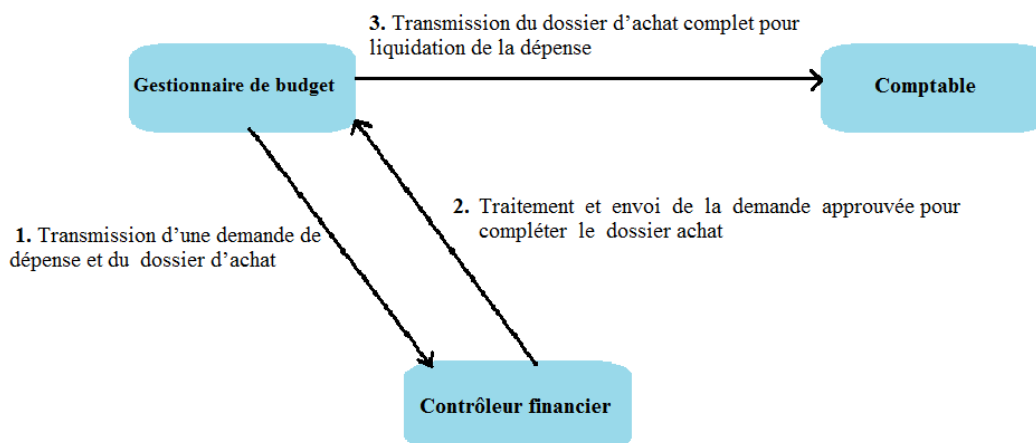 3. Transmission du dossier d’achat complet pour
liquidation de la dépense
Gestionnaire de budget
Comptable
2. Traitement et envoi de la demande approuvée pour
compléter le dossier achat
1. Transmission d’une demande de
dépense et du dossier d’achat
Contrôleur financier